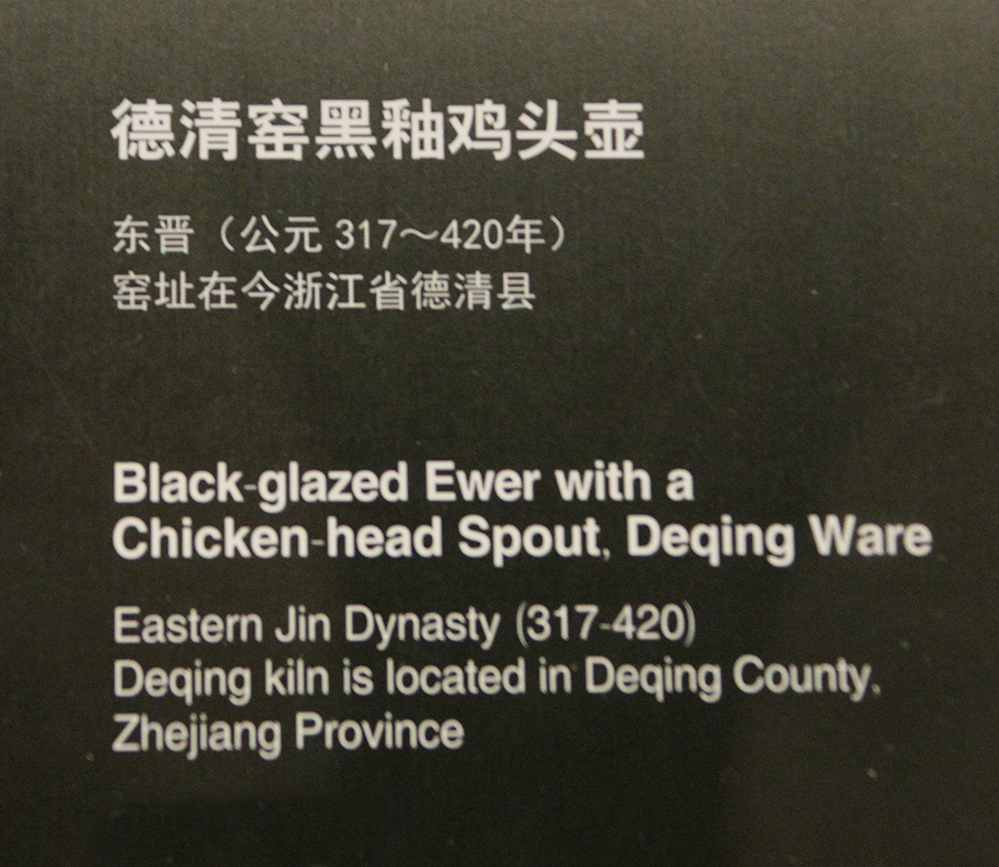 德清窑黑釉鸡头壶
东晋（公元 317～420年）
窑址在今浙江省德清县
Black-glazed Ewer with a
Chicken-head Spout, Deqing Ware
Eastern Jin Dynasty (317-420)
Deqing kiln is located in Deqing County,
Zhejiang Province